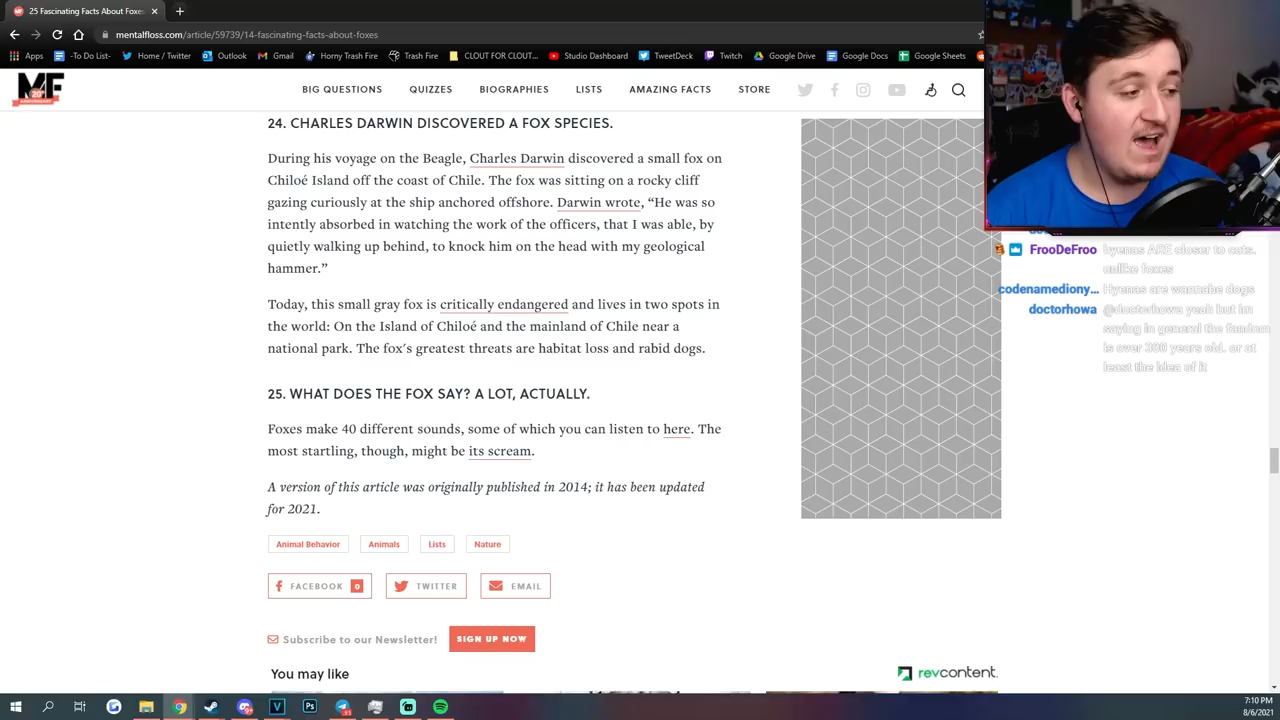 25 Fascinating Facts About Foxes
mentalfloss.com/article/59739/14-fascinating-facts-about-foxes
Apps
-To Do List-
Home / Twitter
Outlook
Gmail
Horny Trash Fire
Trash Fire
CLOUT FOR CLOUT...
Studio Dashboard
TweetDeck
Twitch
Google Drive
Google Docs
Google Sheets
MF
20
ANNIVERSARY
BIG QUESTIONS
QUIZZES
BIOGRAPHIES
LISTS
AMAZING FACTS
STORE
24. CHARLES DARWIN DISCOVERED A FOX SPECIES.
During his voyage on the Beagle, Charles Darwin discovered a small fox on
Chiloé Island off the coast of Chile. The fox was sitting on a rocky cliff
gazing curiously at the ship anchored offshore. Darwin wrote, “He was so
intently absorbed in watching the work of the officers, that I was able, by
quietly walking up behind, to knock him on the head with my geological
hammer.”
Today, this small gray fox is critically endangered and lives in two spots in
the world: On the Island of Chiloé and the mainland of Chile near a
national park. The fox's greatest threats are habitat loss and rabid dogs.
25. WHAT DOES THE FOX SAY? A LOT, ACTUALLY.
Foxes make 40 different sounds, some of which you can listen to here. The
most startling, though, might be its scream.
A version of this article was originally published in 2014; it has been updated
for 2021.
Animal Behavior
Animals
Lists
Nature
FACEBOOK 0
TWITTER
EMAIL
Subscribe to our Newsletter!
SIGN UP NOW
You may like
revcontent.
FrooDeFroo hyenas ARE closer to cats.
unlike foxes
codenamediony... Hyenas are wannabe dogs
doctorhowa @doctorhowa yeah but im
saying in general the fandom
is over 300 years old. or at
least the idea of it
7:10 PM
8/6/2021